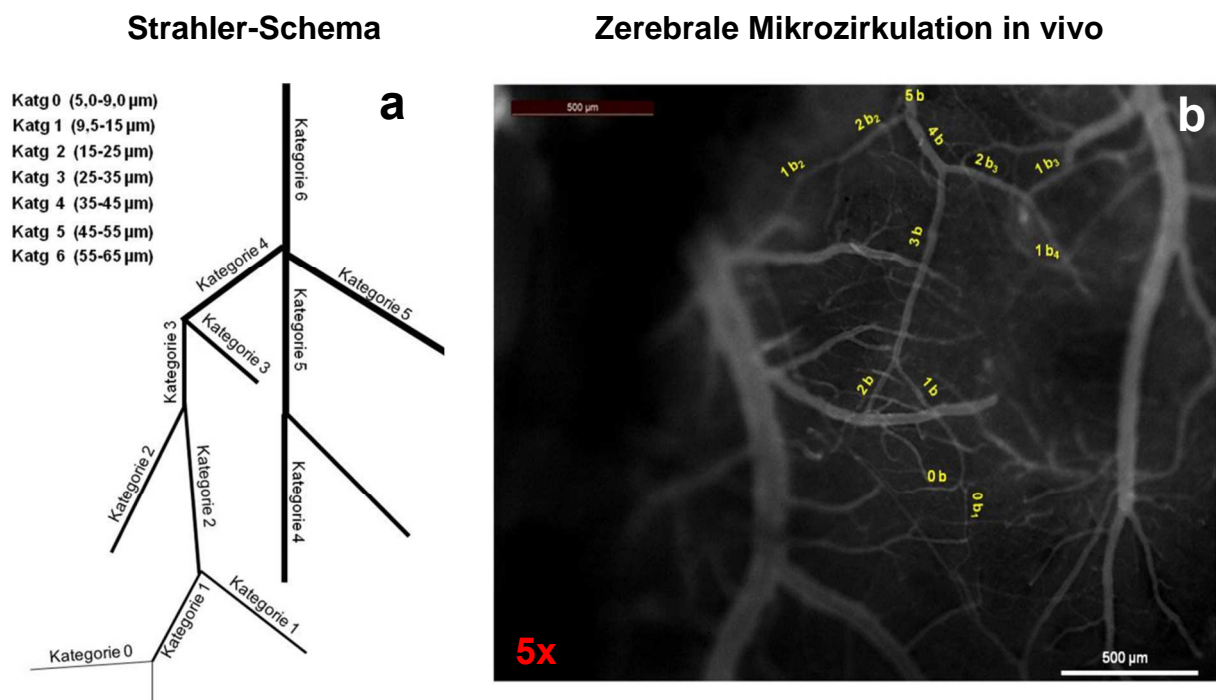 Strahler-Schema
Zerebrale Mikrozirkulation in vivo
Katg 0 (5,0-9,0 µm)
Katg 1 (9,5-15 µm)
Katg 2 (15-25 µm)
Katg 3 (25-35 µm)
Katg 4 (35-45 µm)
Katg 5 (45-55 µm)
Katg 6 (55-65 µm)
a
Kategorie 6
Kategorie 4
Kategorie 5
Kategorie 3
Kategorie 3
Kategorie 5
Kategorie 2
Kategorie 2
Kategorie 4
Kategorie 1
Kategorie 1
Kategorie 0
500 µm
b
5 b
2 b₂
4 b
1 b₂
2 b₃
1 b₃
3 b
1 b₄
2 b
1 b
0 b
0 b₁
5x
500 µm